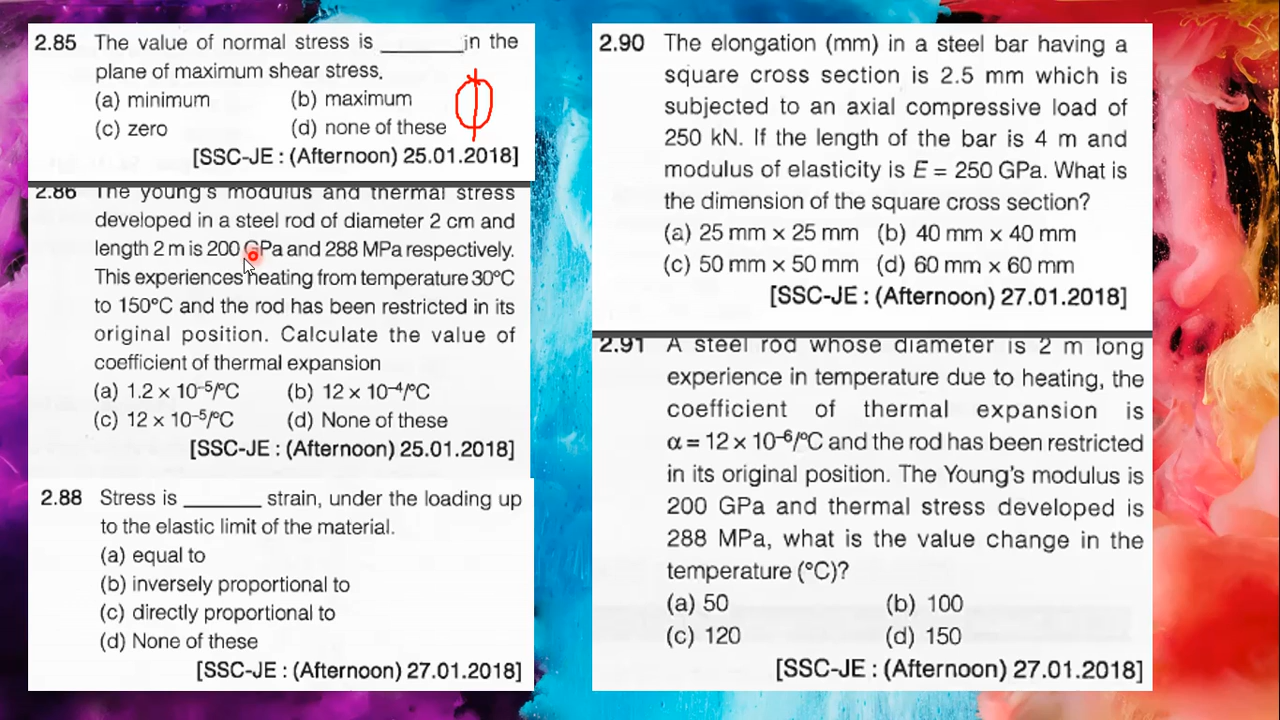 2.85 The value of normal stress is ________in the
plane of maximum shear stress.
(a) minimum (b) maximum
(c) zero (d) none of these
[SSC-JE : (Afternoon) 25.01.2018]
2.86 The young's modulus and thermal stress
developed in a steel rod of diameter 2 cm and
length 2 m is 200 GPa and 288 MPa respectively.
This experiences heating from temperature 30°C
to 150°C and the rod has been restricted in its
original position. Calculate the value of
coefficient of thermal expansion
(a) 1.2 × 10⁻⁵/°C (b) 12 × 10⁻⁴/°C
(c) 12 × 10⁻⁵/°C (d) None of these
[SSC-JE : (Afternoon) 25.01.2018]
2.88 Stress is _______ strain, under the loading up
to the elastic limit of the material.
(a) equal to
(b) inversely proportional to
(c) directly proportional to
(d) None of these
[SSC-JE : (Afternoon) 27.01.2018]
2.90 The elongation (mm) in a steel bar having a
square cross section is 2.5 mm which is
subjected to an axial compressive load of
250 kN. If the length of the bar is 4 m and
modulus of elasticity is E = 250 GPa. What is
the dimension of the square cross section?
(a) 25 mm × 25 mm (b) 40 mm × 40 mm
(c) 50 mm × 50 mm (d) 60 mm × 60 mm
[SSC-JE : (Afternoon) 27.01.2018]
2.91 A steel rod whose diameter is 2 m long
experience in temperature due to heating, the
coefficient of thermal expansion is
α = 12 × 10⁻⁶/°C and the rod has been restricted
in its original position. The Young's modulus is
200 GPa and thermal stress developed is
288 MPa, what is the value change in the
temperature (°C)?
(a) 50 (b) 100
(c) 120 (d) 150
[SSC-JE : (Afternoon) 27.01.2018]